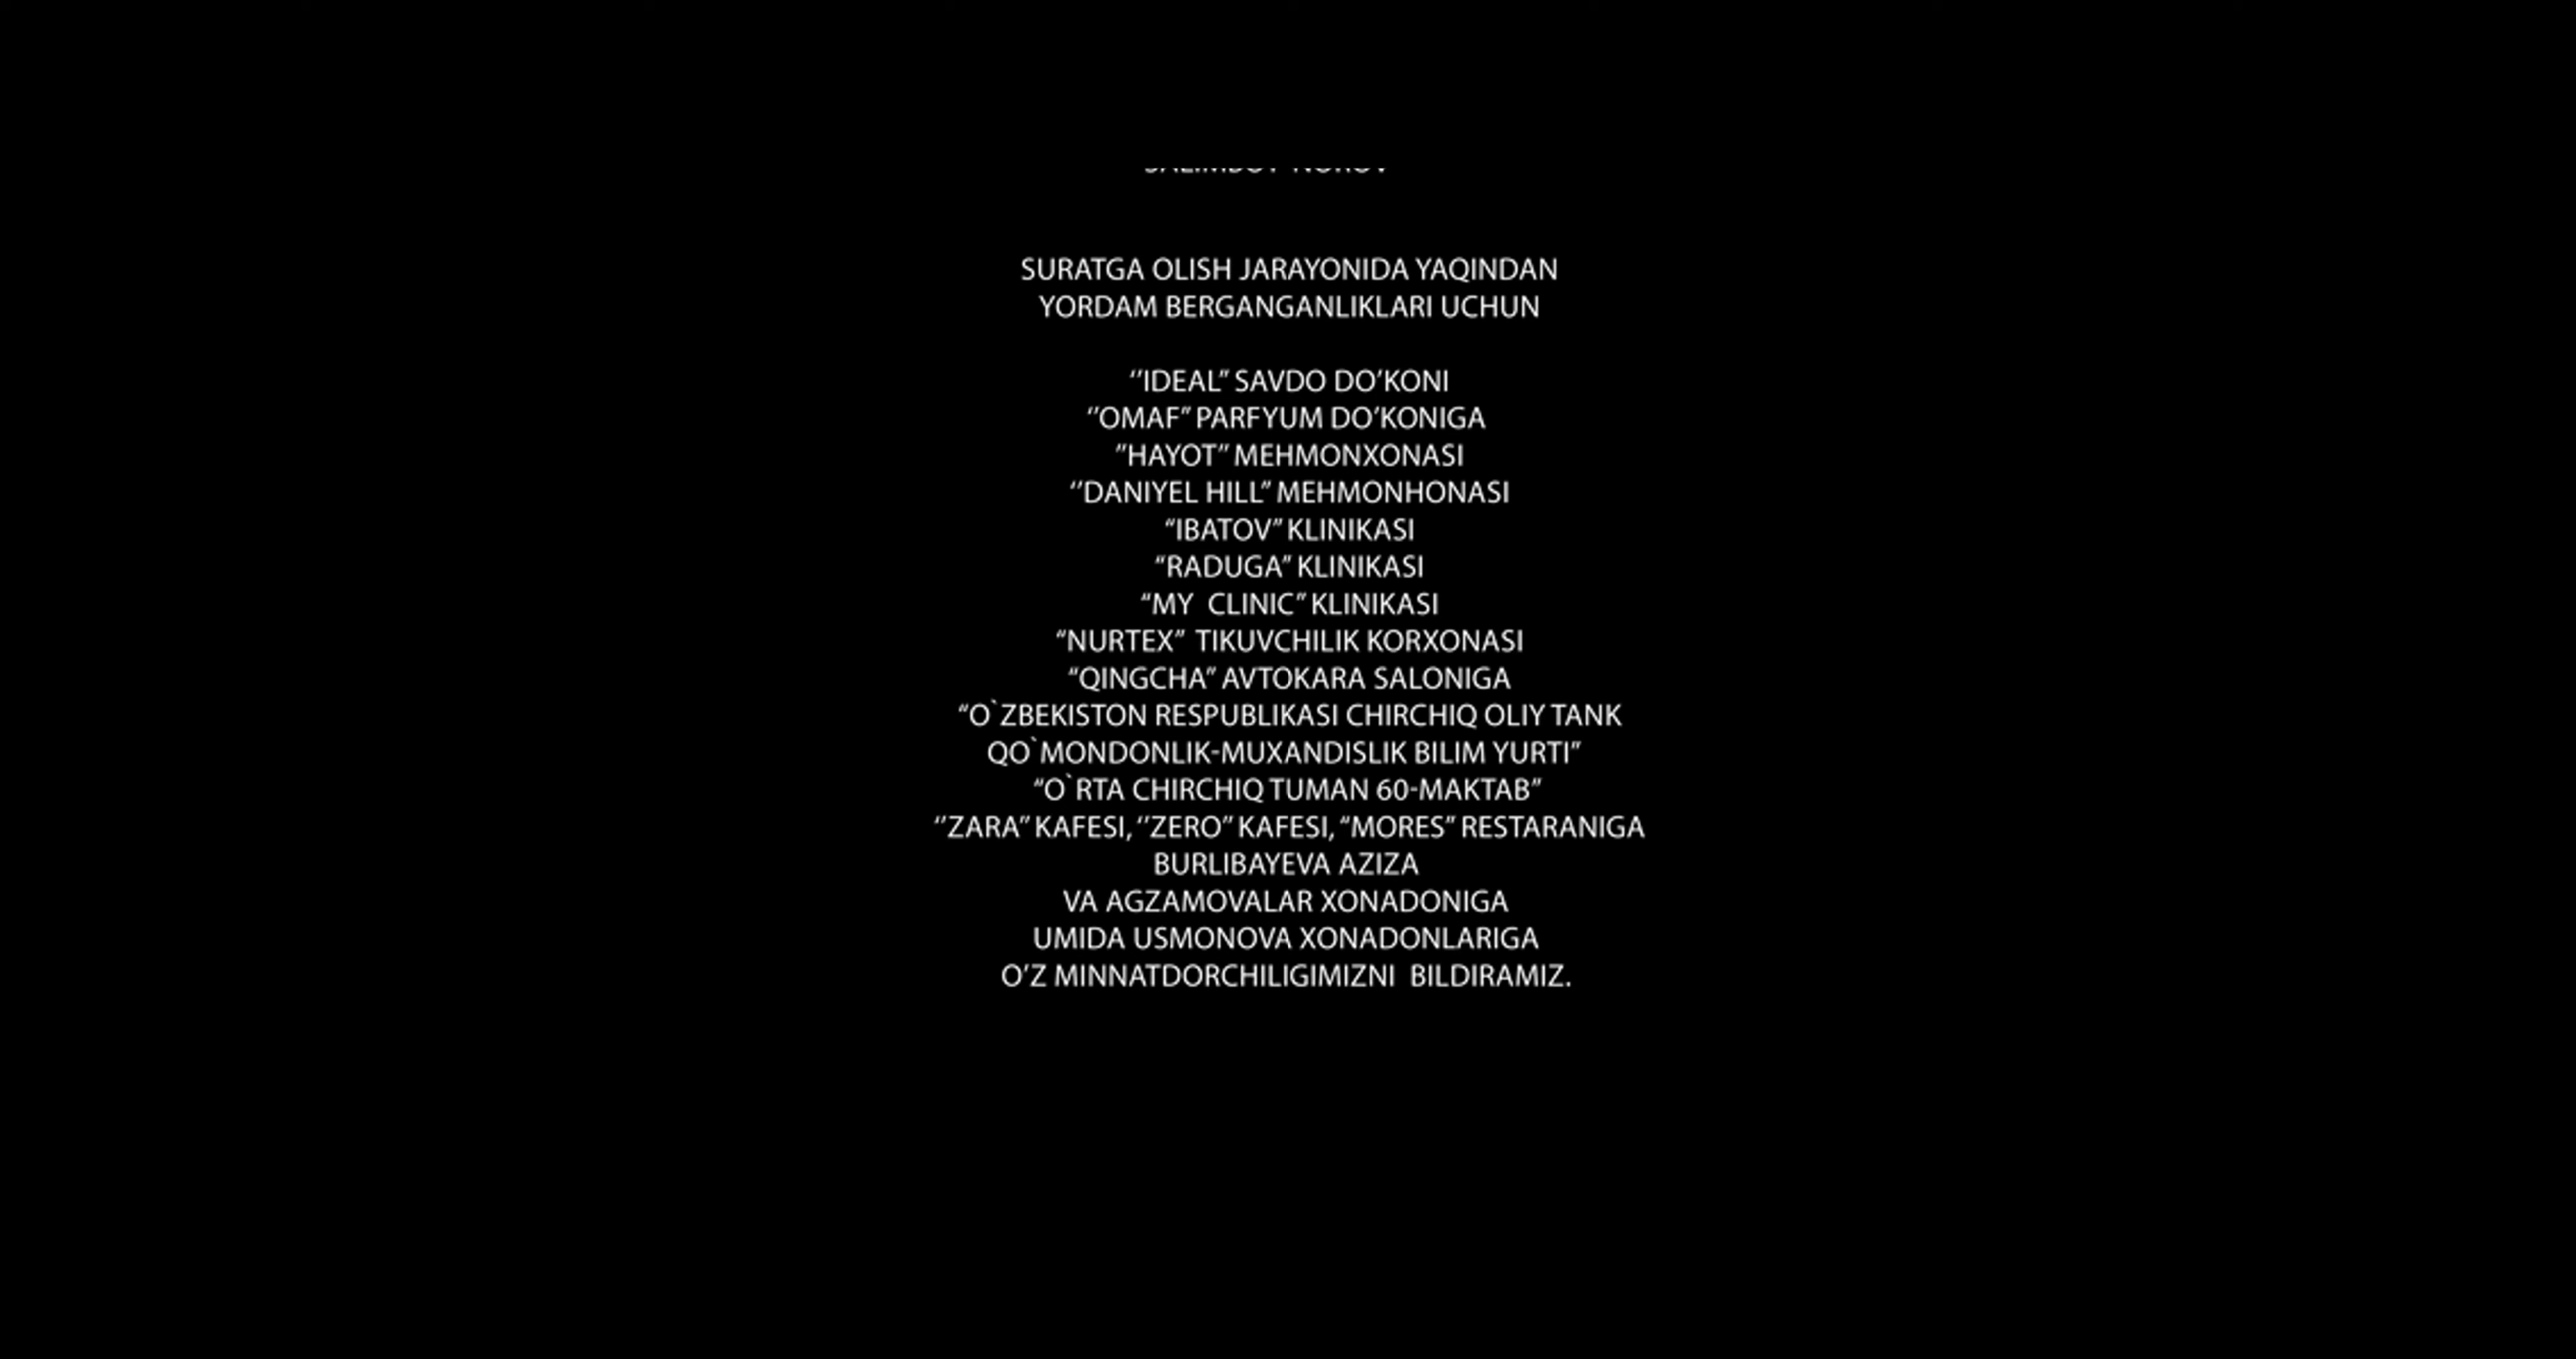 SURATGA OLISH JARAYONIDA YAQINDAN
YORDAM BERGANGANLIKLARI UCHUN
‘’IDEAL” SAVDO DO’KONI
‘’OMAF” PARFYUM DO’KONIGA
”HAYOT” MEHMONXONASI
‘’DANIYEL HILL” MEHMONHONASI
“IBATOV” KLINIKASI
“RADUGA” KLINIKASI
“MY  CLINIC” KLINIKASI
“NURTEX”  TIKUVCHILIK KORXONASI
“QINGCHA” AVTOKARA SALONIGA
“O`ZBEKISTON RESPUBLIKASI CHIRCHIQ OLIY TANK
QO`MONDONLIK-MUXANDISLIK BILIM YURTI”
“O`RTA CHIRCHIQ TUMAN 60-MAKTAB”
‘’ZARA” KAFESI, ‘’ZERO” KAFESI, “MORES” RESTARANIGA
BURLIBAYEVA AZIZA
VA AGZAMOVALAR XONADONIGA
UMIDA USMONOVA XONADONLARIGA
O’Z MINNATDORCHILIGIMIZNI  BILDIRAMIZ.